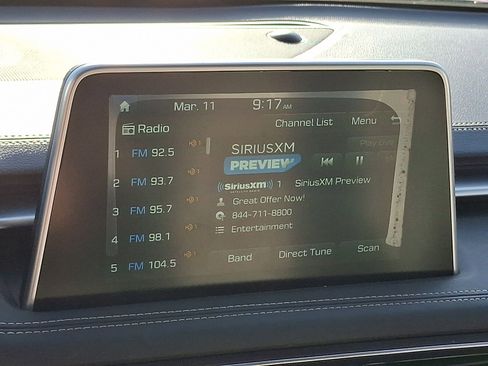 Mar. 11 9:17 AM
Radio
Channel List Menu
1 FM 92.5
2 FM 93.7
3 FM 95.7
4 FM 98.1
5 FM 104.5
SIRIUSXM
PREVIEW
Play Live
SiriusXM 1 SiriusXM Preview
Great Offer Now!
844-711-8800
Entertainment
Band Direct Tune Scan